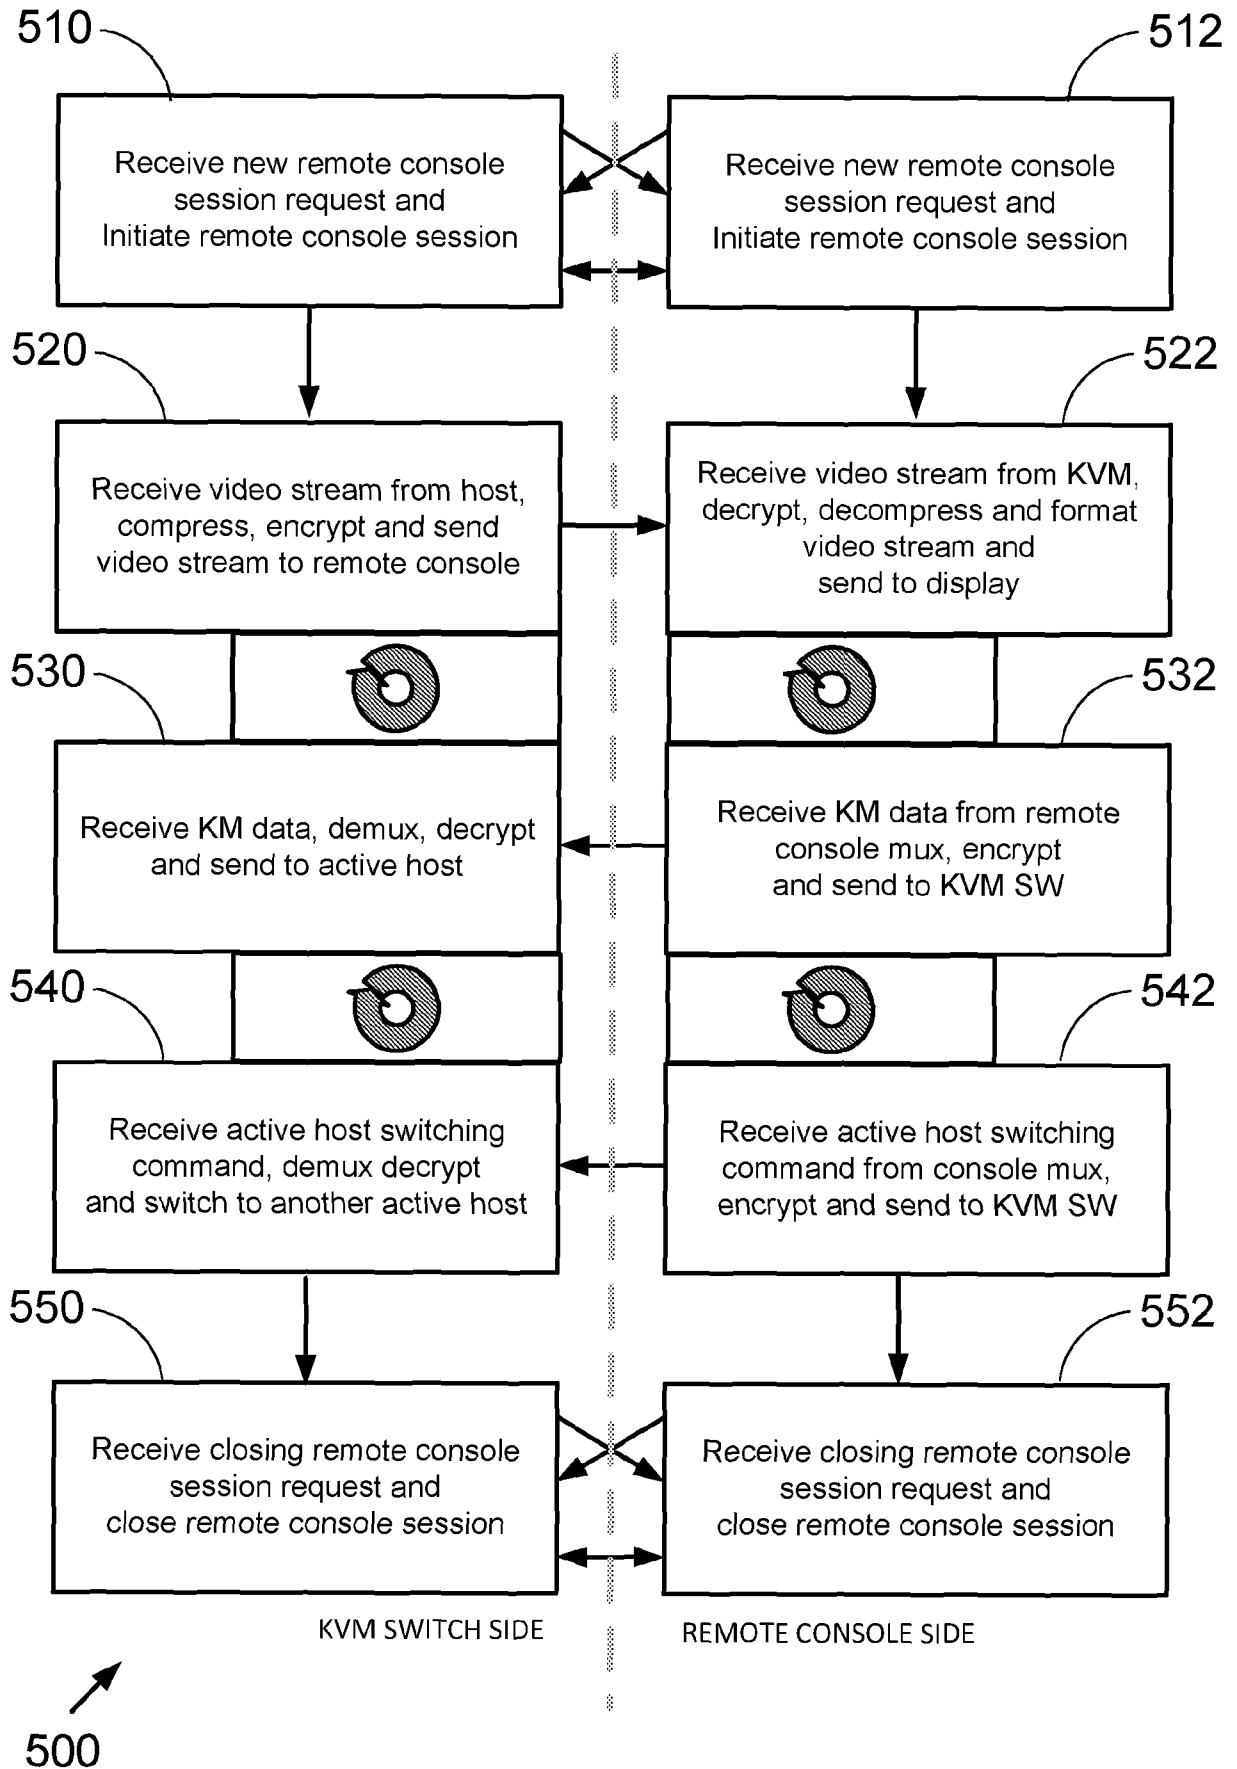 510
512
Receive new remote console
session request and
Initiate remote console session
Receive new remote console
session request and
Initiate remote console session
520
522
Receive video stream from host,
compress, encrypt and send
video stream to remote console
Receive video stream from KVM,
decrypt, decompress and format
video stream and
send to display
530
532
Receive KM data, demux, decrypt
and send to active host
Receive KM data from remote
console mux, encrypt
and send to KVM SW
540
542
Receive active host switching
command, demux decrypt
and switch to another active host
Receive active host switching
command from console mux,
encrypt and send to KVM SW
550
552
Receive closing remote console
session request and
close remote console session
Receive closing remote console
session request and
close remote console session
KVM SWITCH SIDE
REMOTE CONSOLE SIDE
500